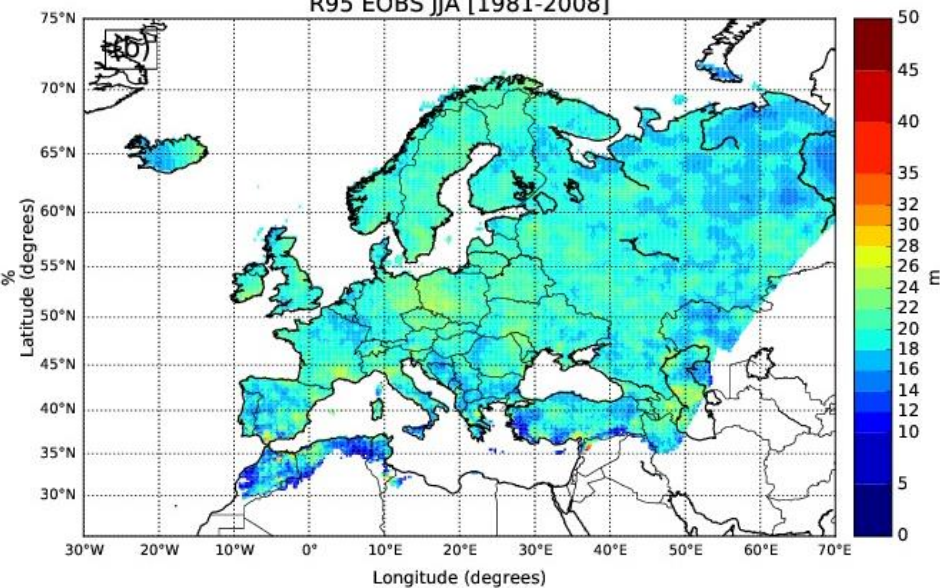 R95 EOBS JJA [1981-2008]
b)
75°N
70°N
65°N
60°N
55°N
50°N
45°N
40°N
35°N
30°N
%
Latitude (degrees)
30°W 20°W 10°W 0° 10°E 20°E 30°E 40°E 50°E 60°E 70°E
Longitude (degrees)
50
45
40
35
32
30
28
26
24
22
20
18
16
14
12
10
5
0